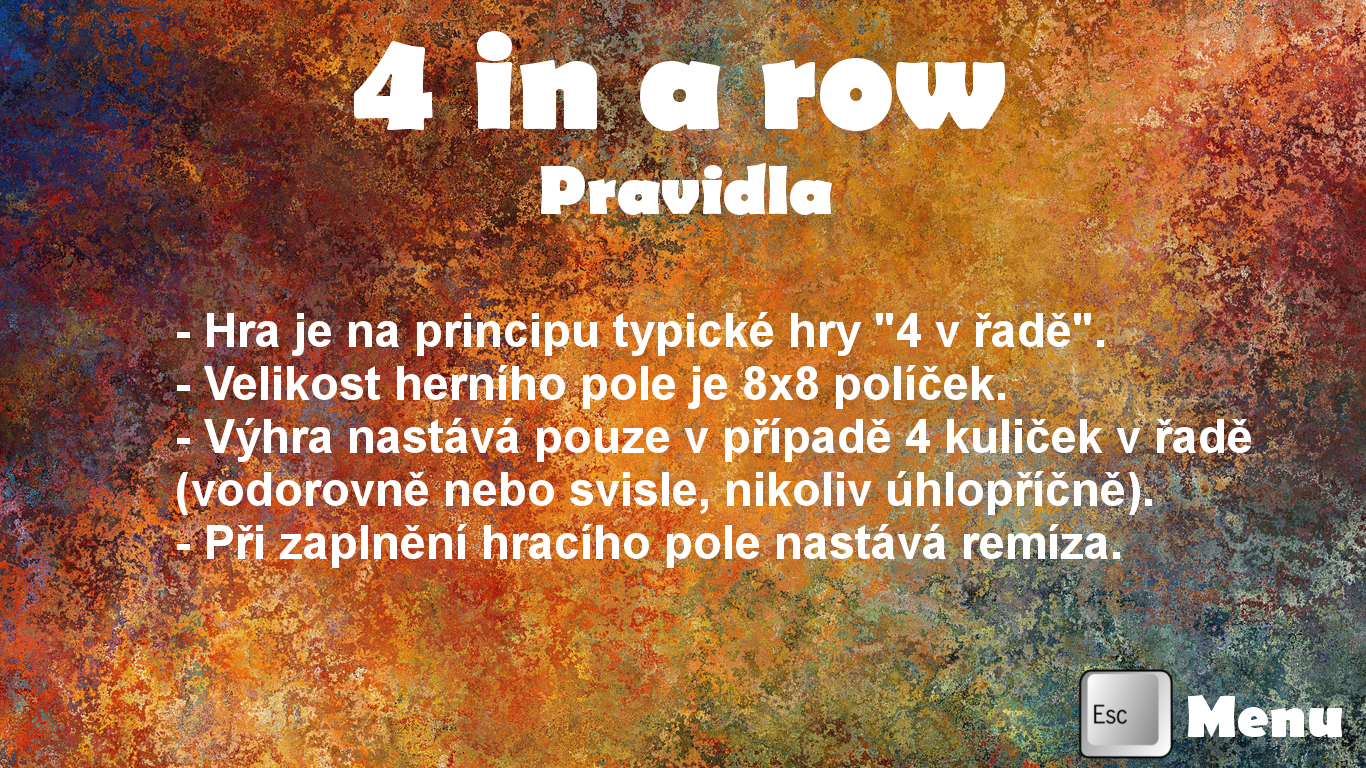 4 in a row
Pravidla
- Hra je na principu typické hry "4 v řadě".
- Velikost herního pole je 8x8 políček.
- Výhra nastává pouze v případě 4 kuliček v řadě
(vodorovně nebo svisle, nikoliv úhlopříčně).
- Při zaplnění hracího pole nastává remíza.
Esc Menu